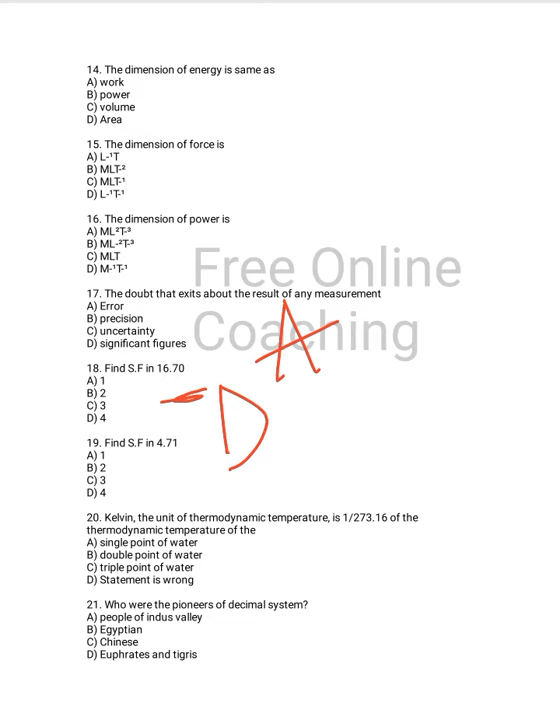 14. The dimension of energy is same as
A) work
B) power
C) volume
D) Area
15. The dimension of force is
A) L-¹T
B) MLT-²
C) MLT-¹
D) L-¹T-¹
16. The dimension of power is
A) ML²T-³
B) ML-²T-³
C) MLT
D) M-¹T-¹
Free Online
Coaching
17. The doubt that exits about the result of any measurement
A) Error
B) precision
C) uncertainty
D) significant figures
A
18. Find S.F in 16.70
A) 1
B) 2
C) 3
D) 4
D
19. Find S.F in 4.71
A) 1
B) 2
C) 3
D) 4
20. Kelvin, the unit of thermodynamic temperature, is 1/273.16 of the
thermodynamic temperature of the
A) single point of water
B) double point of water
C) triple point of water
D) Statement is wrong
21. Who were the pioneers of decimal system?
A) people of indus valley
B) Egyptian
C) Chinese
D) Euphrates and tigris